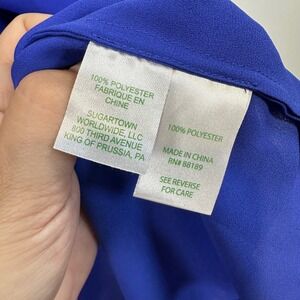 100% POLYESTER
FABRIQUE EN
CHINE
SUGARTOWN
WORLDWIDE, LLC
800 THIRD AVENUE
KING OF PRUSSIA, PA
100% POLYESTER
MADE IN CHINA
RN# 88189
SEE REVERSE
FOR CARE